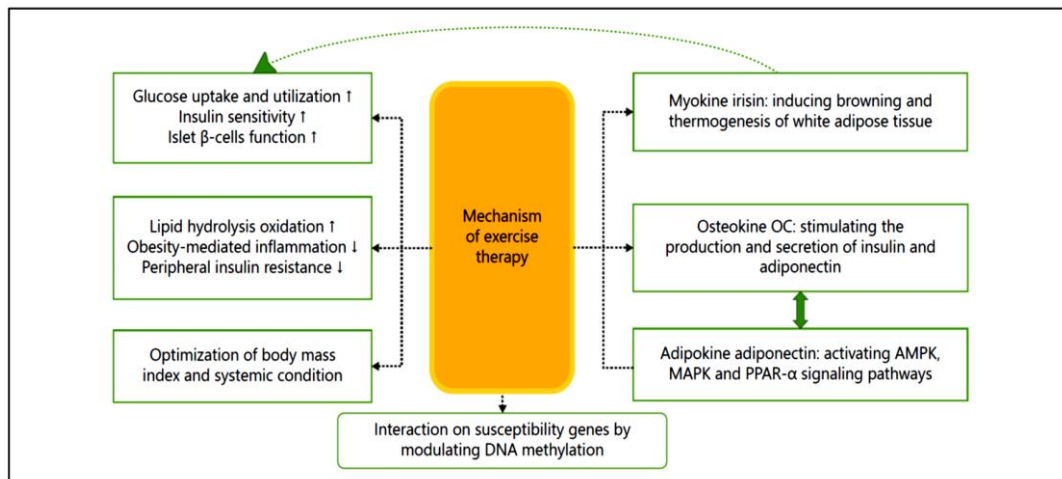 Glucose uptake and utilization ↑
Insulin sensitivity ↑
Islet β-cells function ↑
Lipid hydrolysis oxidation ↑
Obesity-mediated inflammation ↓
Peripheral insulin resistance ↓
Optimization of body mass
index and systemic condition
Mechanism
of exercise
therapy
Myokine irisin: inducing browning and
thermogenesis of white adipose tissue
Osteokine OC: stimulating the
production and secretion of insulin and
adiponectin
Adipokine adiponectin: activating AMPK,
MAPK and PPAR-α signaling pathways
Interaction on susceptibility genes by
modulating DNA methylation